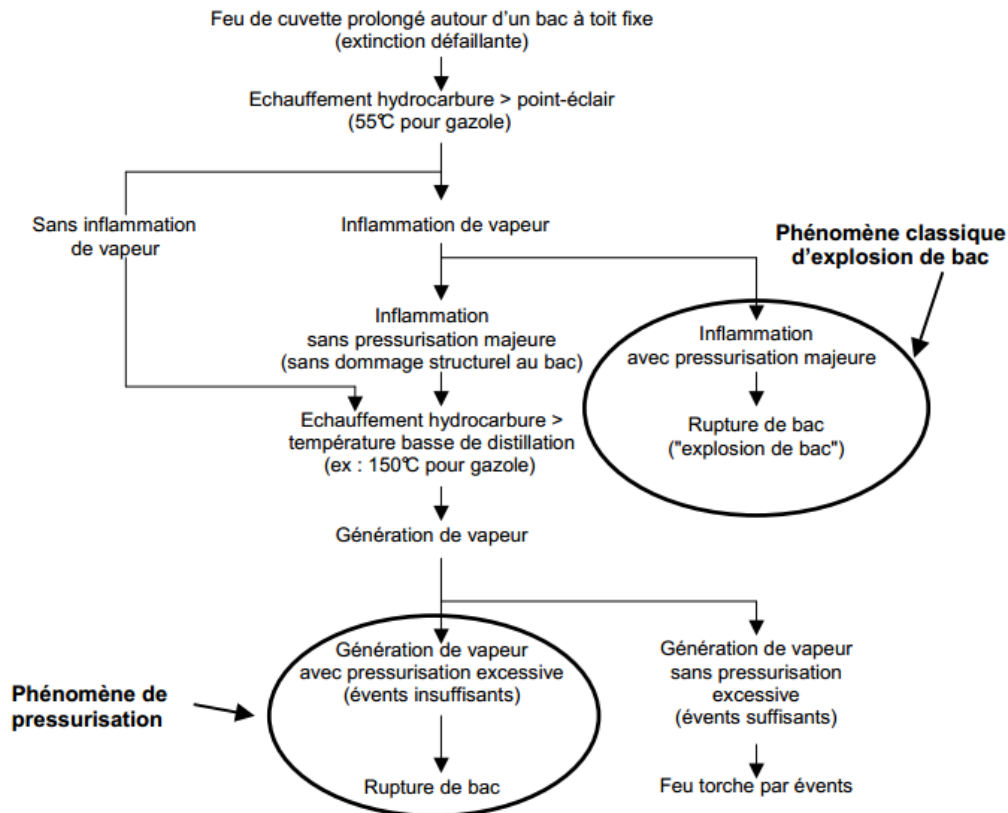 Feu de cuvette prolongé autour d'un bac à toit fixe
(extinction défaillante)
Echauffement hydrocarbure > point-éclair
(55°C pour gazole)
Sans inflammation
de vapeur
Inflammation de vapeur
Phénomène classique
d'explosion de bac
Inflammation
sans pressurisation majeure
(sans dommage structurel au bac)
Inflammation
avec pressurisation majeure
Rupture de bac
("explosion de bac")
Echauffement hydrocarbure >
température basse de distillation
(ex : 150°C pour gazole)
Génération de vapeur
Génération de vapeur
avec pressurisation excessive
(évents insuffisants)
Génération de vapeur
sans pressurisation
excessive
(évents suffisants)
Phénomène de
pressurisation
Rupture de bac
Feu torche par évents